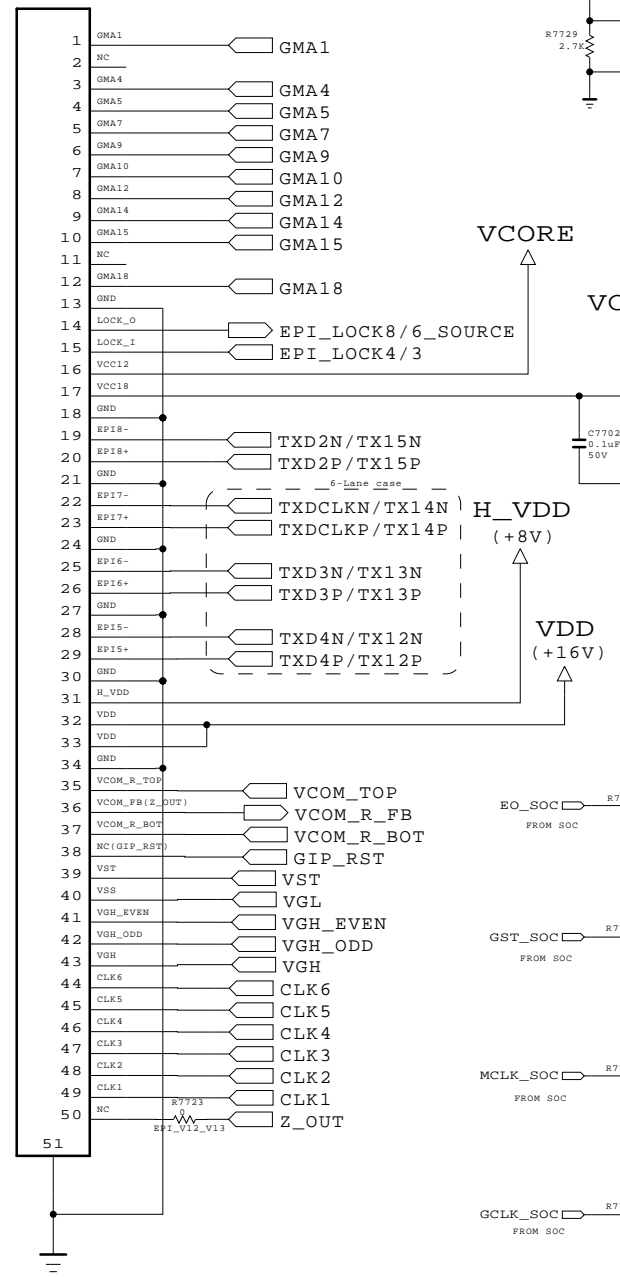 1 GMA1 GMA1
2 NC
3 GMA4 GMA4
4 GMA5 GMA5
5 GMA7 GMA7
6 GMA9 GMA9
7 GMA10 GMA10
8 GMA12 GMA12
9 GMA14 GMA14
10 GMA15 GMA15
11 NC
12 GMA18 GMA18
13 GND
14 LOCK_O EPI_LOCK8/6_SOURCE
15 LOCK_I EPI_LOCK4/3
16 VCC12
17 VCC18
18 GND
19 EPI8- TXD2N/TX15N
20 EPI8+ TXD2P/TX15P
21 GND
6-Lane case
22 EPI7- TXDCLKN/TX14N
23 EPI7+ TXDCLKP/TX14P
24 GND
25 EPI6- TXD3N/TX13N
26 EPI6+ TXD3P/TX13P
27 GND
28 EPI5- TXD4N/TX12N
29 EPI5+ TXD4P/TX12P
30 GND
31 H_VDD
32 VDD
33 VDD
34 GND
35 VCOM_R_TOP VCOM_TOP
36 VCOM_FB(Z_OUT) VCOM_R_FB
37 VCOM_R_BOT VCOM_R_BOT
38 NC(GIP_RST) GIP_RST
39 VST VST
40 VSS VGL
41 VGH_EVEN VGH_EVEN
42 VGH_ODD VGH_ODD
43 VGH VGH
44 CLK6 CLK6
45 CLK5 CLK5
46 CLK4 CLK4
47 CLK3 CLK3
48 CLK2 CLK2
49 CLK1 CLK1
50 NC R7723 Z_OUT
0
EPI_V12_V13
51
R7729
2.7K
VCORE
VC
C7702
0.1uF
50V
H_VDD
(+8V)
VDD
(+16V)
EO_SOC R7
FROM SOC
GST_SOC R7
FROM SOC
MCLK_SOC R7
FROM SOC
GCLK_SOC R7
FROM SOC